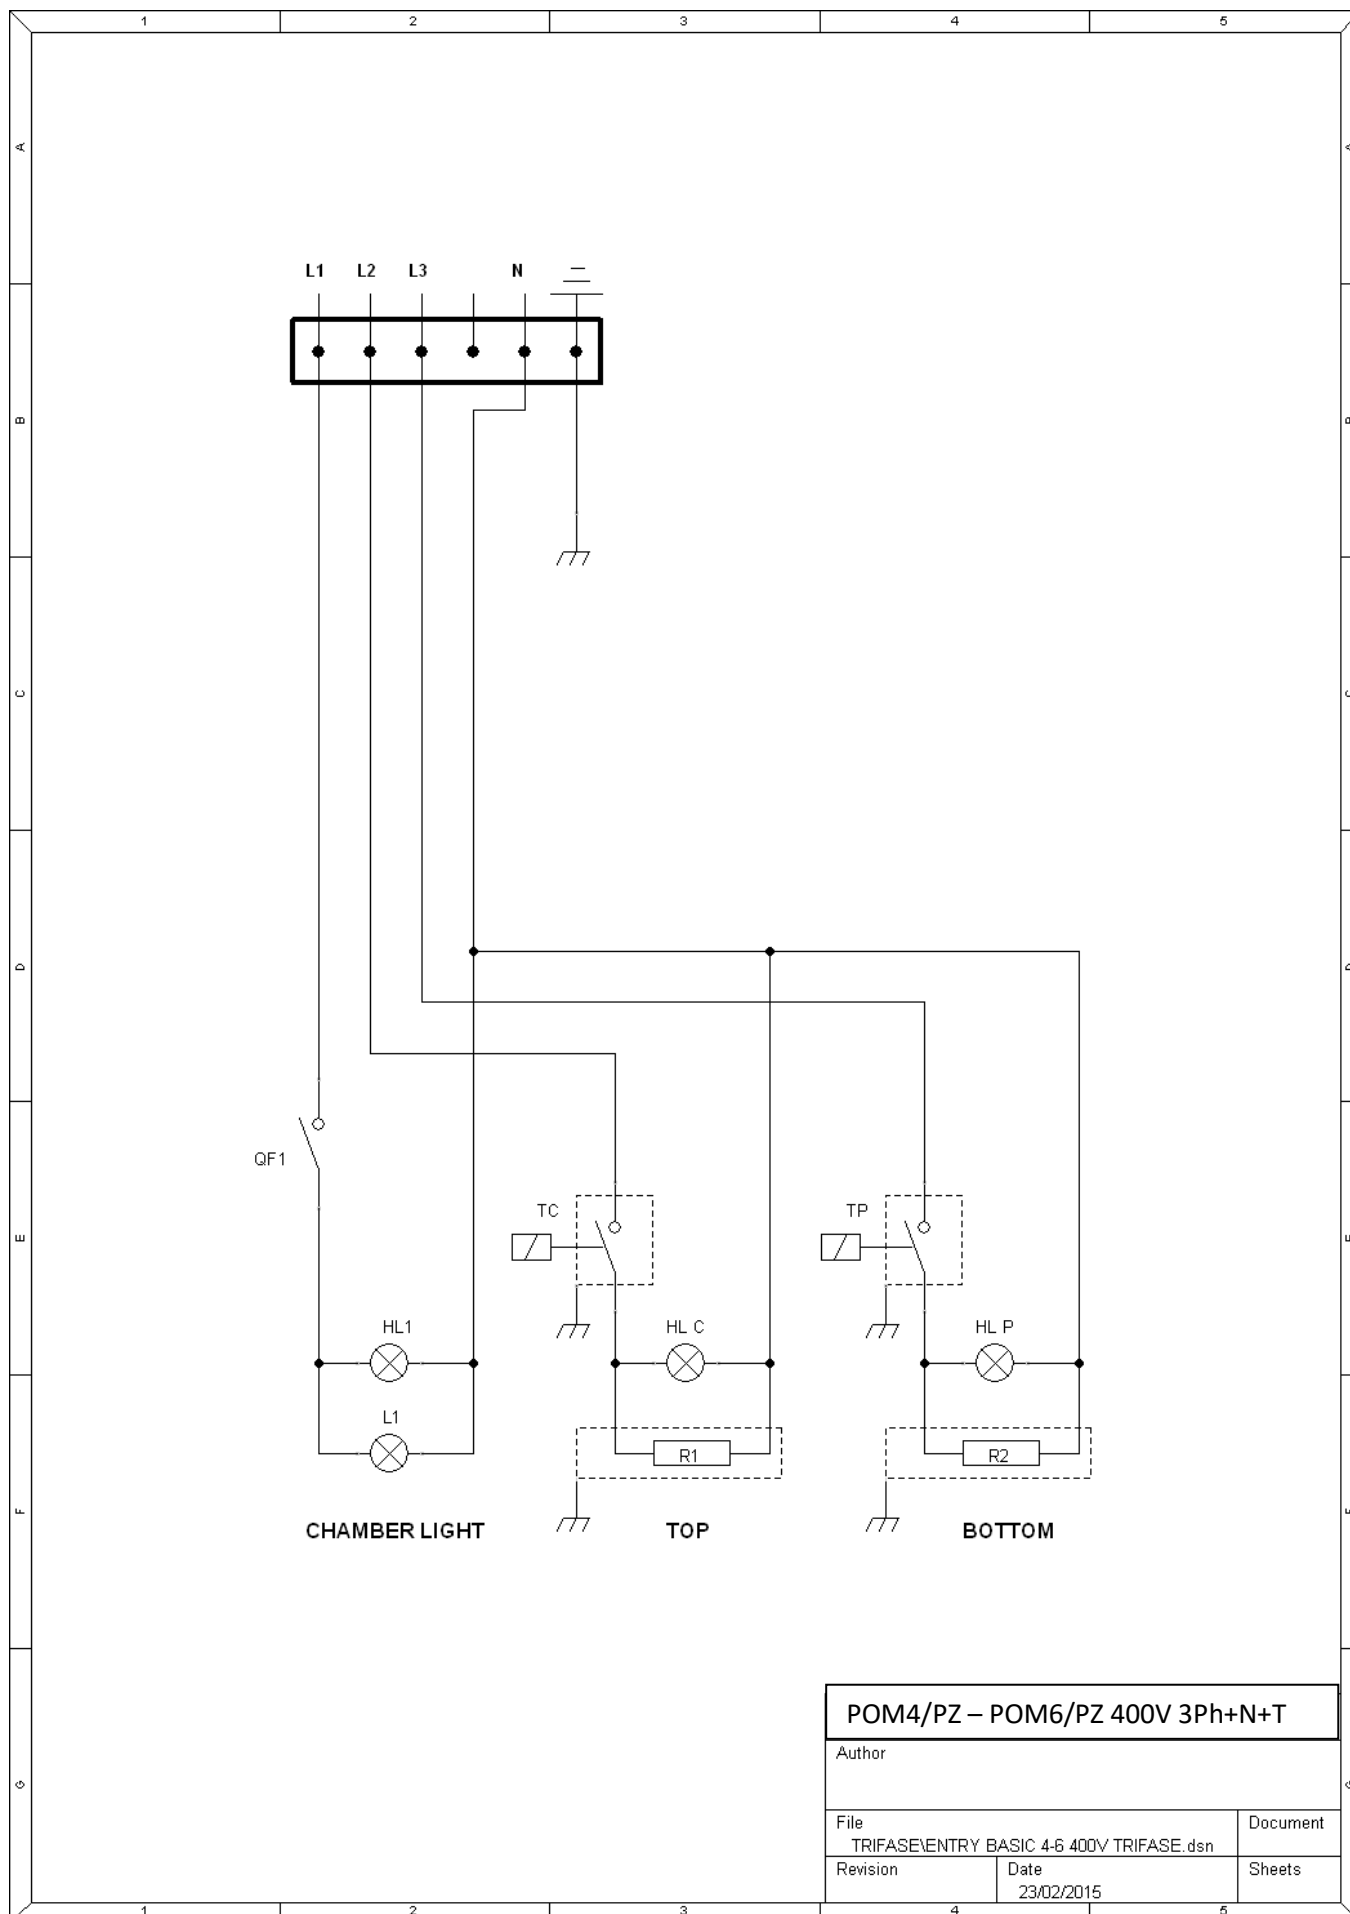 1 2 3 4 5
A A
L1 L2 L3 N
B B
C C
D D
QF1
TC TP
E E
HL1 HL C HL P
L1
R1 R2
F F
CHAMBER LIGHT TOP BOTTOM
POM4/PZ – POM6/PZ 400V 3Ph+N+T
Author
G G
File Document
TRIFASE\ENTRY BASIC 4-6 400V TRIFASE.dsn
Revision Date Sheets
23/02/2015
1 2 3 4 5